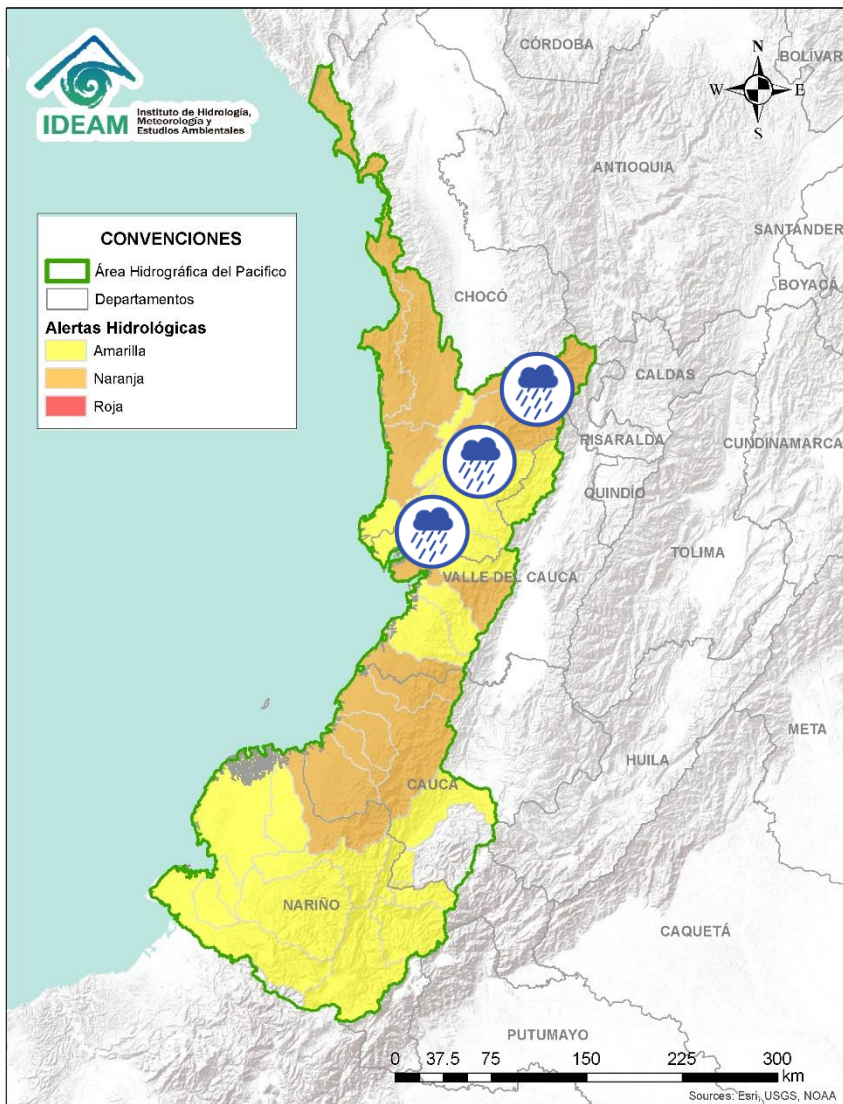 IDEAM
Instituto de Hidrología,
Meteorología y
Estudios Ambientales
CÓRDOBA
BOLÍVAR
N
W
E
S
ANTIOQUIA
SANTANDER
BOYACÁ
CONVENCIONES
Área Hidrográfica del Pacifico
Departamentos
Alertas Hidrológicas
Amarilla
Naranja
Roja
CHOCÓ
CALDAS
RISARALDA
CUNDINAMARCA
QUINDÍO
TOLIMA
VALLE DEL CAUCA
META
HUILA
CAUCA
NARIÑO
CAQUETÁ
PUTUMAYO
0 37.5 75 150 225 300
km
Sources: Esri, USGS, NOAA